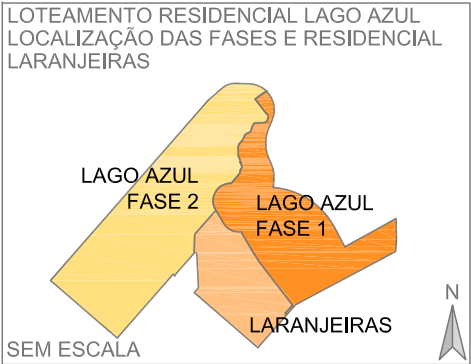 LOTEAMENTO RESIDENCIAL LAGO AZUL
LOCALIZAÇÃO DAS FASES E RESIDENCIAL
LARANJEIRAS
LAGO AZUL
FASE 2
LAGO AZUL
FASE 1
LARANJEIRAS
N
SEM ESCALA